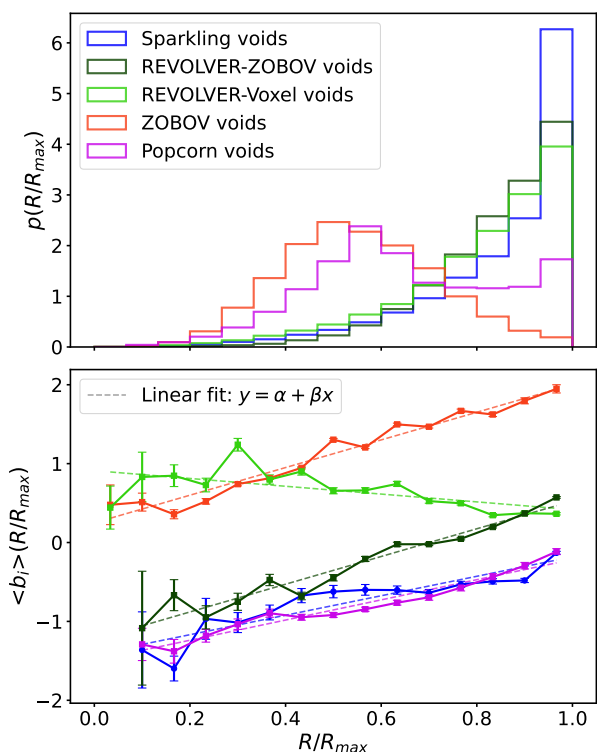 Sparkling voids
REVOLVER-ZOBOV voids
REVOLVER-Voxel voids
ZOBOV voids
Popcorn voids
p(R/R_max)
6
5
4
3
2
1
0
Linear fit: y = α + βx
<b_i>(R/R_max)
2
1
0
−1
−2
0.0 0.2 0.4 0.6 0.8 1.0
R/R_max